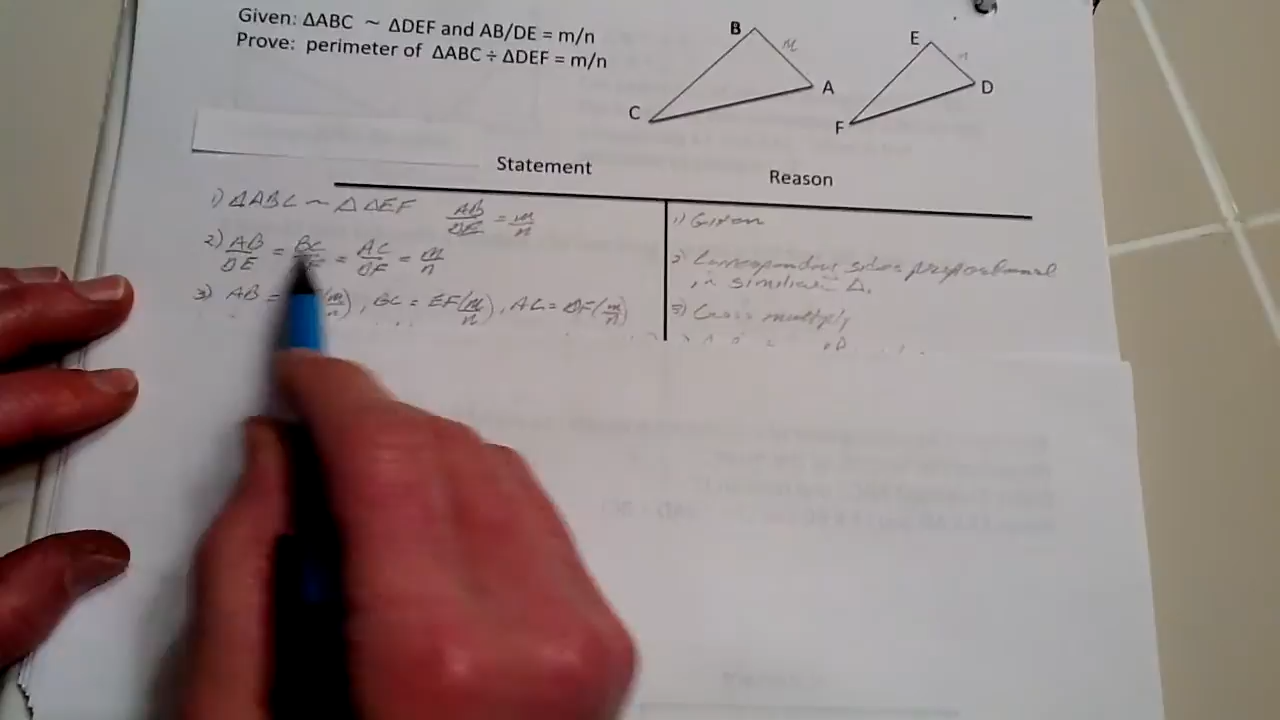 Given: ΔABC ~ ΔDEF and AB/DE = m/n
Prove: perimeter of ΔABC ÷ ΔDEF = m/n
B
M
A
C
E
n
D
F
Statement
Reason
1) ΔABC ~ ΔDEF AB/DE = m/n
1) Given
2) AB/DE = BC/ = AC/DF = m/n
2) Corresponding sides proportional
in similar Δ.
3) AB = (m/n), BC = EF(m/n), AC = DF(m/n)
3) Cross multiply